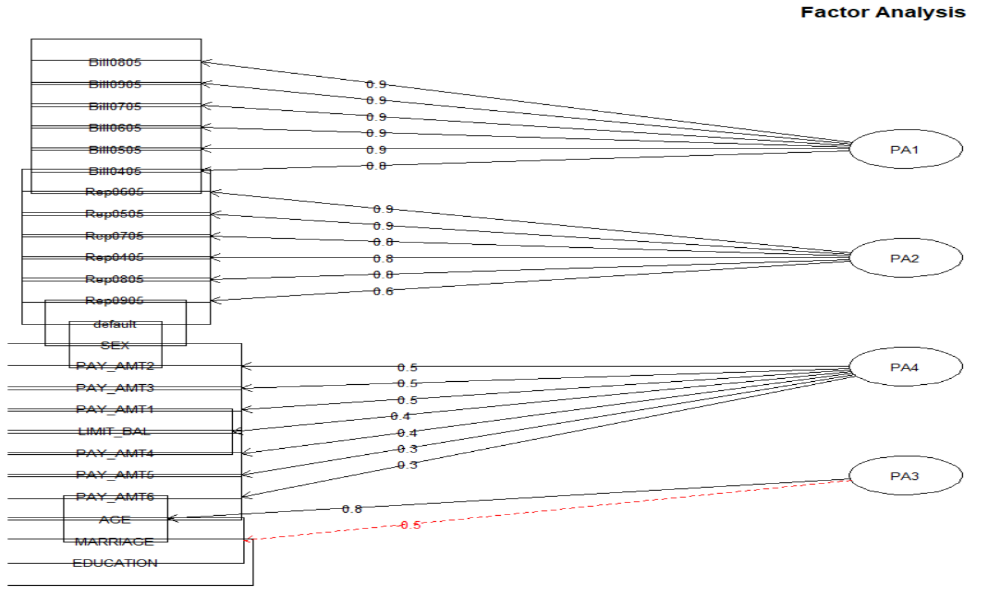 Factor Analysis
Bill0805
Bill0905
Bill0705
Bill0605
Bill0505
Bill0405
Rep0605
Rep0505
Rep0705
Rep0405
Rep0805
Rep0905
default
SEX
PAY_AMT2
PAY_AMT3
PAY_AMT1
LIMIT_BAL
PAY_AMT4
PAY_AMT5
PAY_AMT6
AGE
MARRIAGE
EDUCATION
0.9
0.9
0.9
0.9
0.9
0.8
0.9
0.9
0.8
0.8
0.8
0.6
0.5
0.5
0.5
0.4
0.4
0.3
0.3
0.8
-0.5
PA1
PA2
PA4
PA3